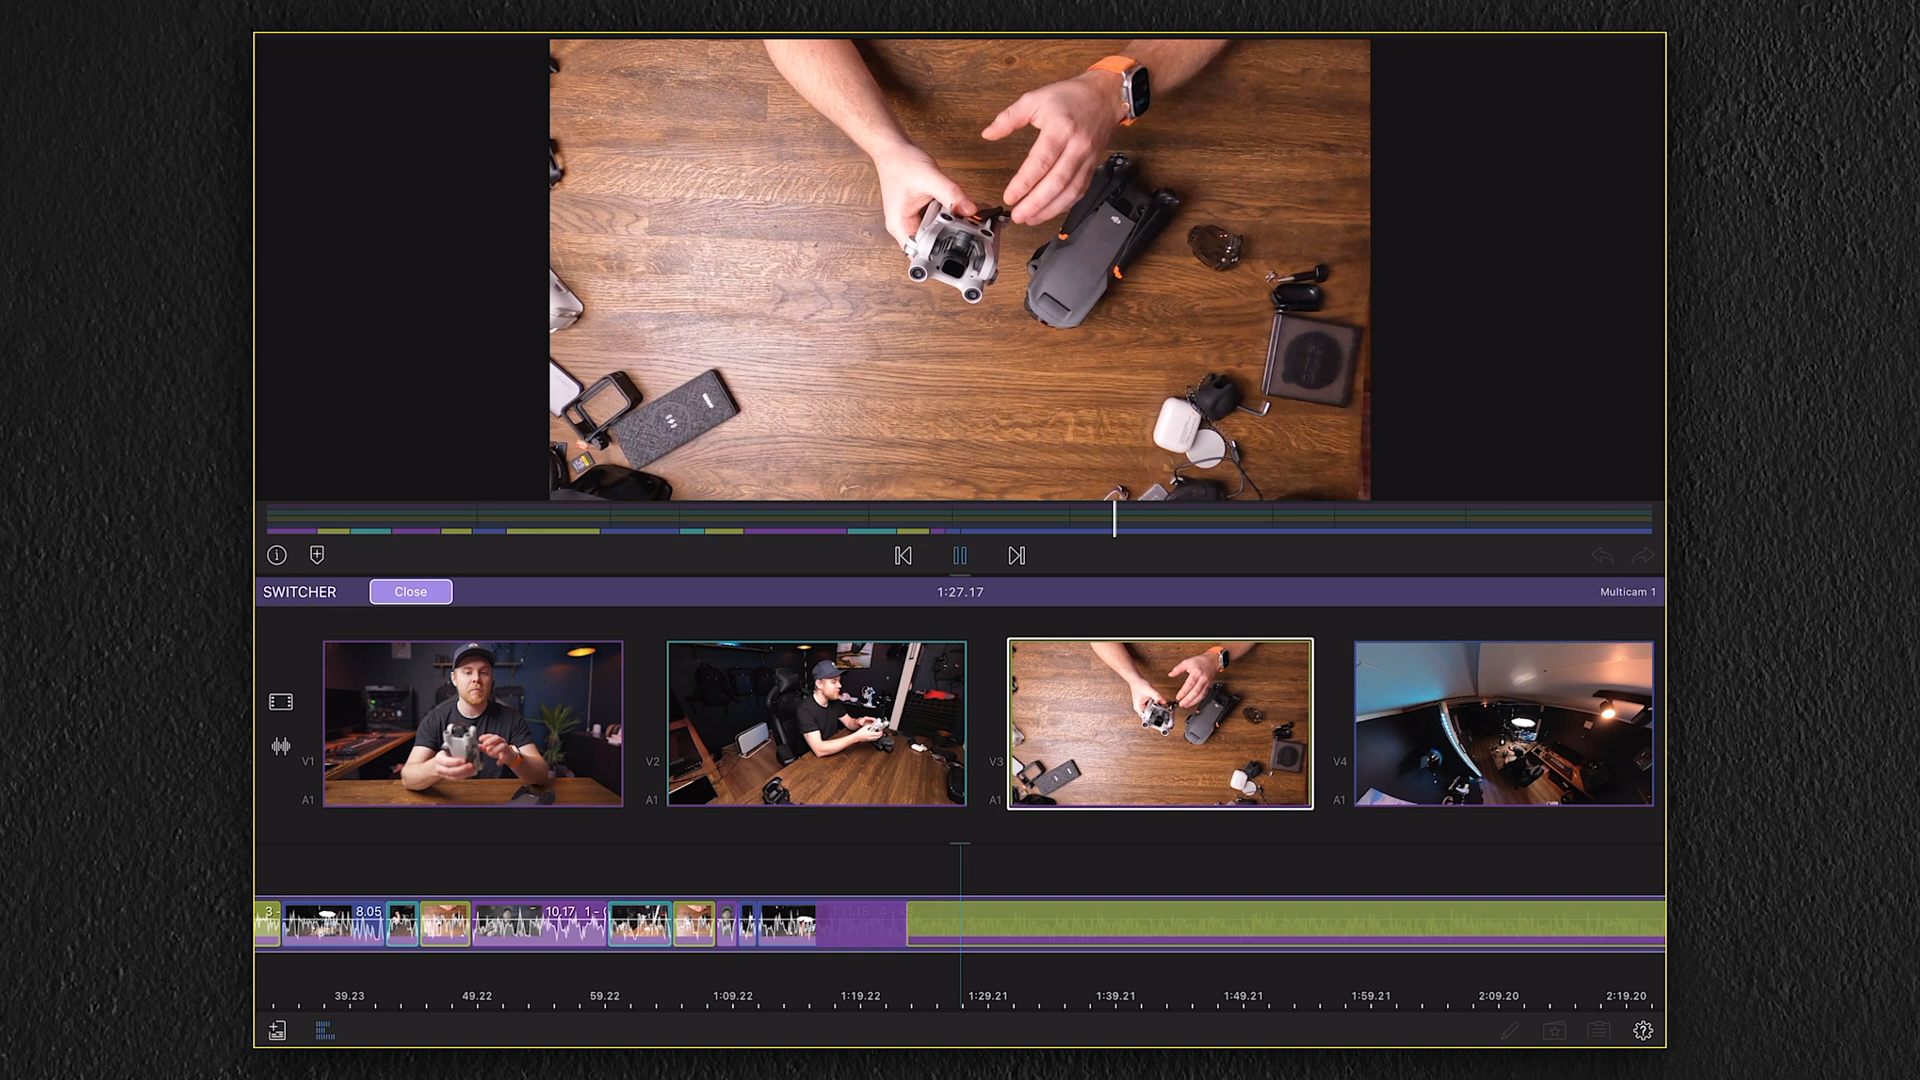 SWITCHER
Close
1:27.17
Multicam 1
V1
A1
V2
A1
V3
A1
V4
A1
3 -
8.05
10.17
1 - (
39.23
49.22
59.22
1:09.22
1:19.22
1:29.21
1:39.21
1:49.21
1:59.21
2:09.20
2:19.20